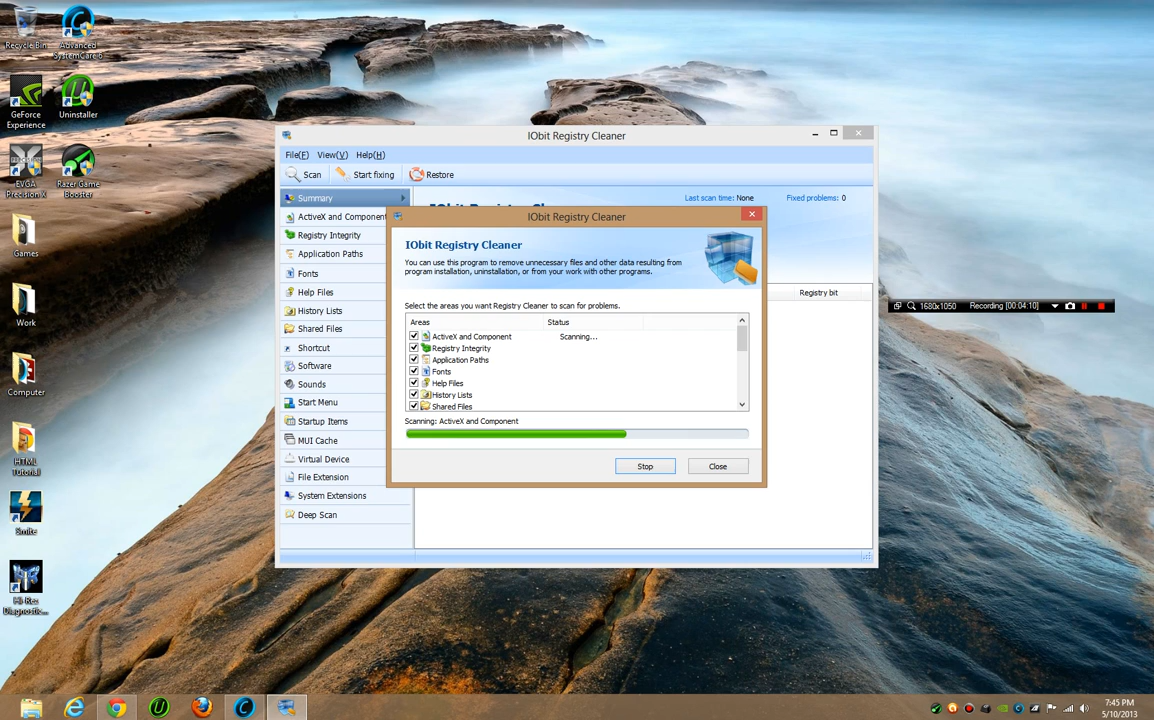 Recycle Bin
Advanced
SystemCare 6
GeForce
Experience
Uninstaller
EVGA
Precision X
Razer Game
Booster
Games
Work
Computer
HTML
Tutorial
Smite
Hi-Rez
Diagnostic...
IObit Registry Cleaner
File(F) View(V) Help(H)
Scan Start fixing Restore
Summary
ActiveX and Component
Registry Integrity
Application Paths
Fonts
Help Files
History Lists
Shared Files
Shortcut
Software
Sounds
Start Menu
Startup Items
MUI Cache
Virtual Device
File Extension
System Extensions
Deep Scan
Last scan time: None Fixed problems: 0
Registry bit
IObit Registry Cleaner
IObit Registry Cleaner
You can use this program to remove unnecessary files and other data resulting from
program installation, uninstallation, or from your work with other programs.
Select the areas you want Registry Cleaner to scan for problems.
Areas Status
ActiveX and Component Scanning...
Registry Integrity
Application Paths
Fonts
Help Files
History Lists
Shared Files
Scanning: ActiveX and Component
Stop Close
1680x1050 Recording [00:04:10]
7:45 PM
5/10/2013